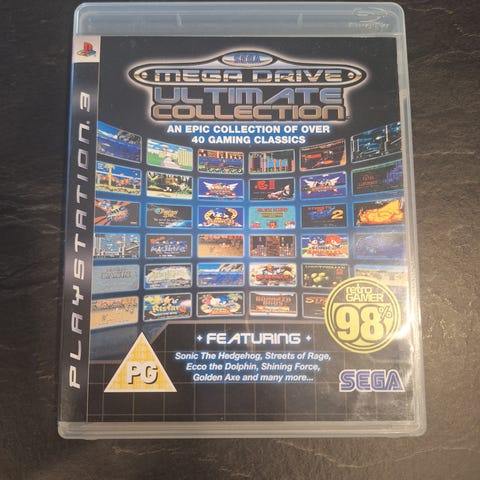 SEGA
MEGA DRIVE
ULTIMATE
COLLECTION
AN EPIC COLLECTION OF OVER
40 GAMING CLASSICS
PLAYSTATION 3
retro
GAMER
98%
FEATURING
Sonic The Hedgehog, Streets of Rage,
Ecco the Dolphin, Shining Force,
Golden Axe and many more...
PG
SEGA